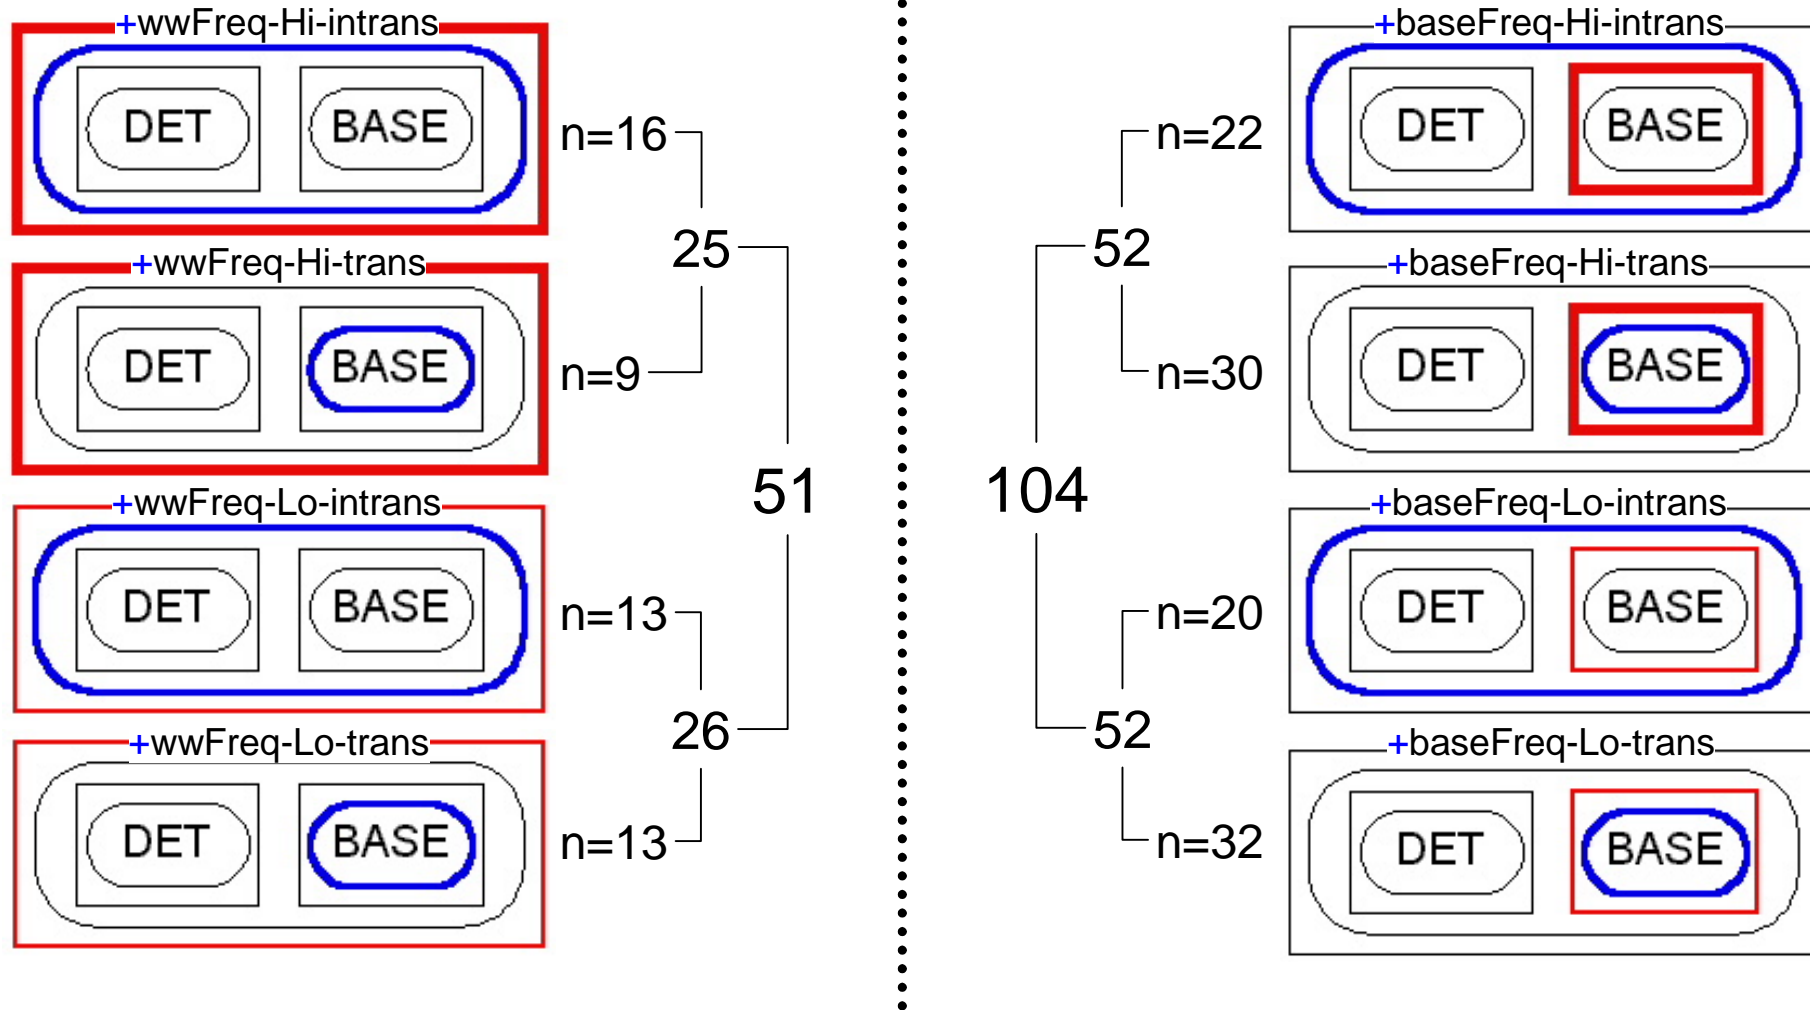 +wwFreq-Hi-intrans
DET BASE
n=16
25
+wwFreq-Hi-trans
DET BASE
n=9
51
+wwFreq-Lo-intrans
DET BASE
n=13
26
+wwFreq-Lo-trans
DET BASE
n=13
+baseFreq-Hi-intrans
n=22
DET BASE
52
+baseFreq-Hi-trans
n=30
DET BASE
104
+baseFreq-Lo-intrans
n=20
DET BASE
52
+baseFreq-Lo-trans
n=32
DET BASE